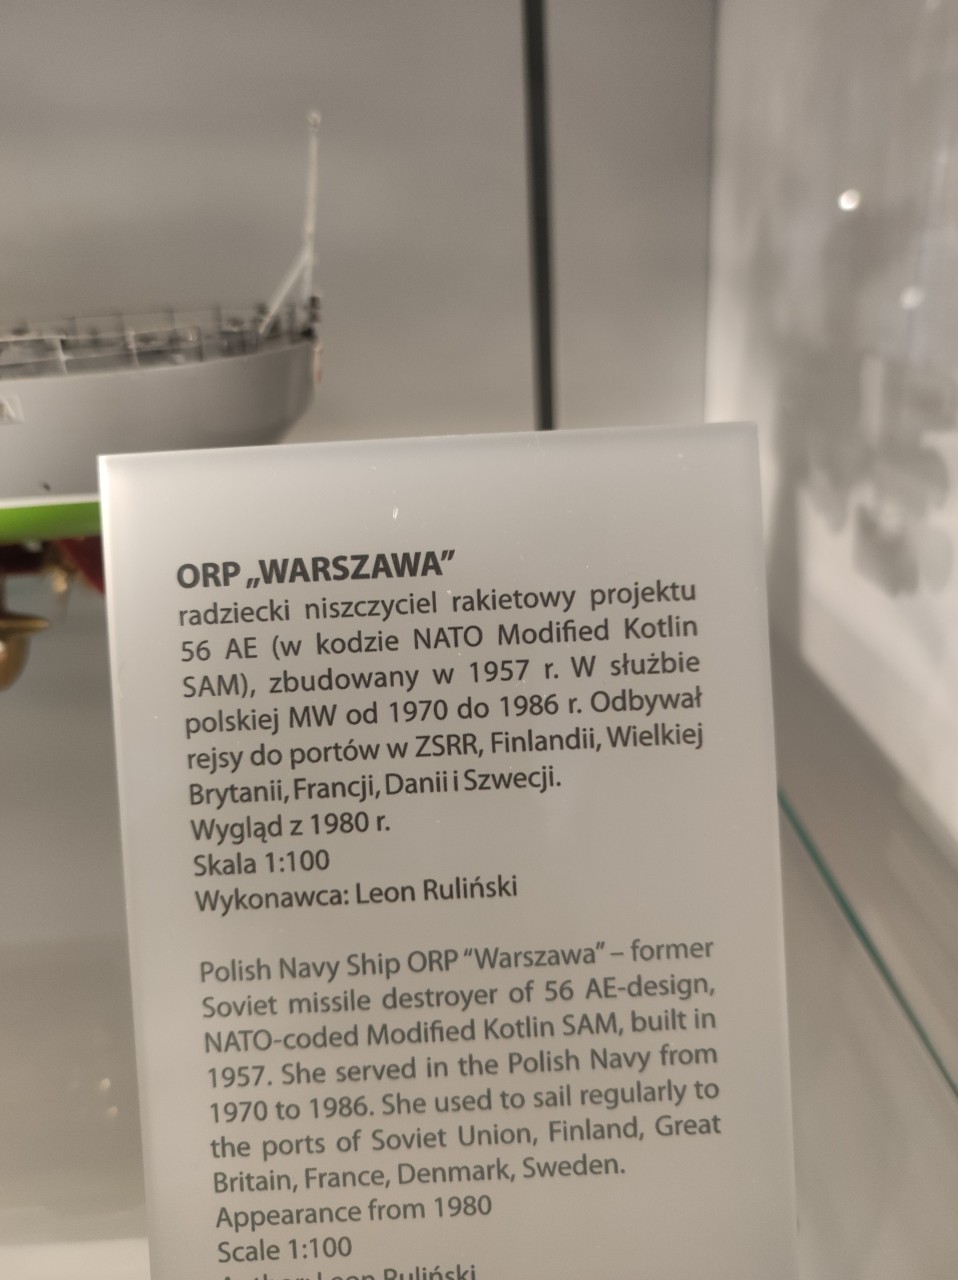 ORP „WARSZAWA”
radziecki niszczyciel rakietowy projektu
56 AE (w kodzie NATO Modified Kotlin
SAM), zbudowany w 1957 r. W służbie
polskiej MW od 1970 do 1986 r. Odbywał
rejsy do portów w ZSRR, Finlandii, Wielkiej
Brytanii, Francji, Danii i Szwecji.
Wygląd z 1980 r.
Skala 1:100
Wykonawca: Leon Ruliński
Polish Navy Ship ORP “Warszawa” – former
Soviet missile destroyer of 56 AE-design,
NATO-coded Modified Kotlin SAM, built in
1957. She served in the Polish Navy from
1970 to 1986. She used to sail regularly to
the ports of Soviet Union, Finland, Great
Britain, France, Denmark, Sweden.
Appearance from 1980
Scale 1:100
Author: Leon Ruliński